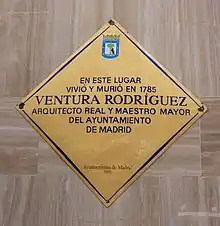 EN ESTE LUGAR
VIVIÓ Y MURIÓ EN 1785
VENTURA RODRÍGUEZ
ARQUITECTO REAL Y MAESTRO MAYOR
DEL AYUNTAMIENTO
DE MADRID
Ayuntamiento de Madrid